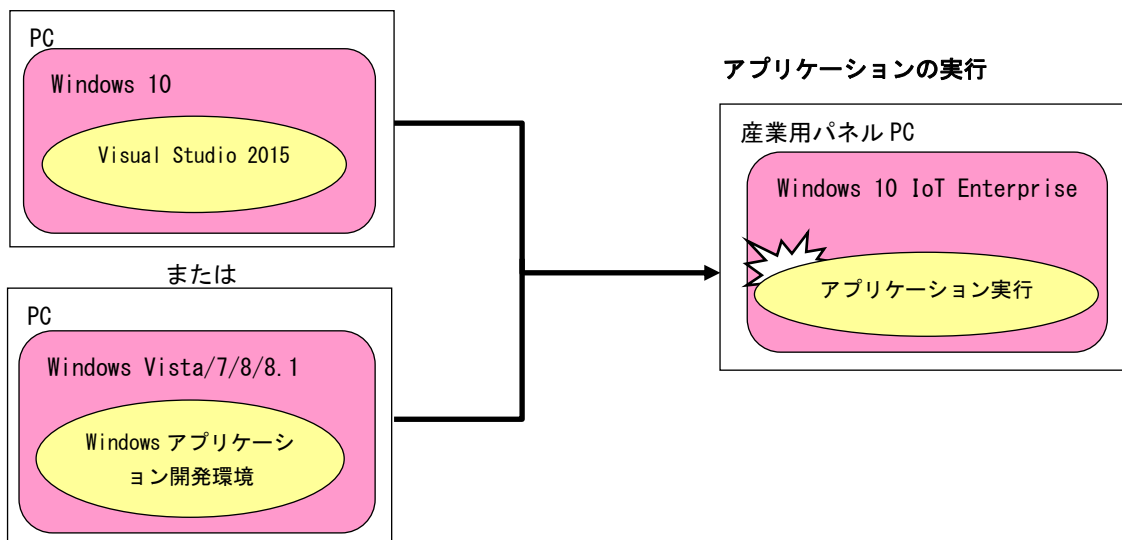 PC
Windows 10
Visual Studio 2015
または
PC
Windows Vista/7/8/8.1
Windows アプリケーシ
ョン開発環境
アプリケーションの実行
産業用パネル PC
Windows 10 IoT Enterprise
アプリケーション実行